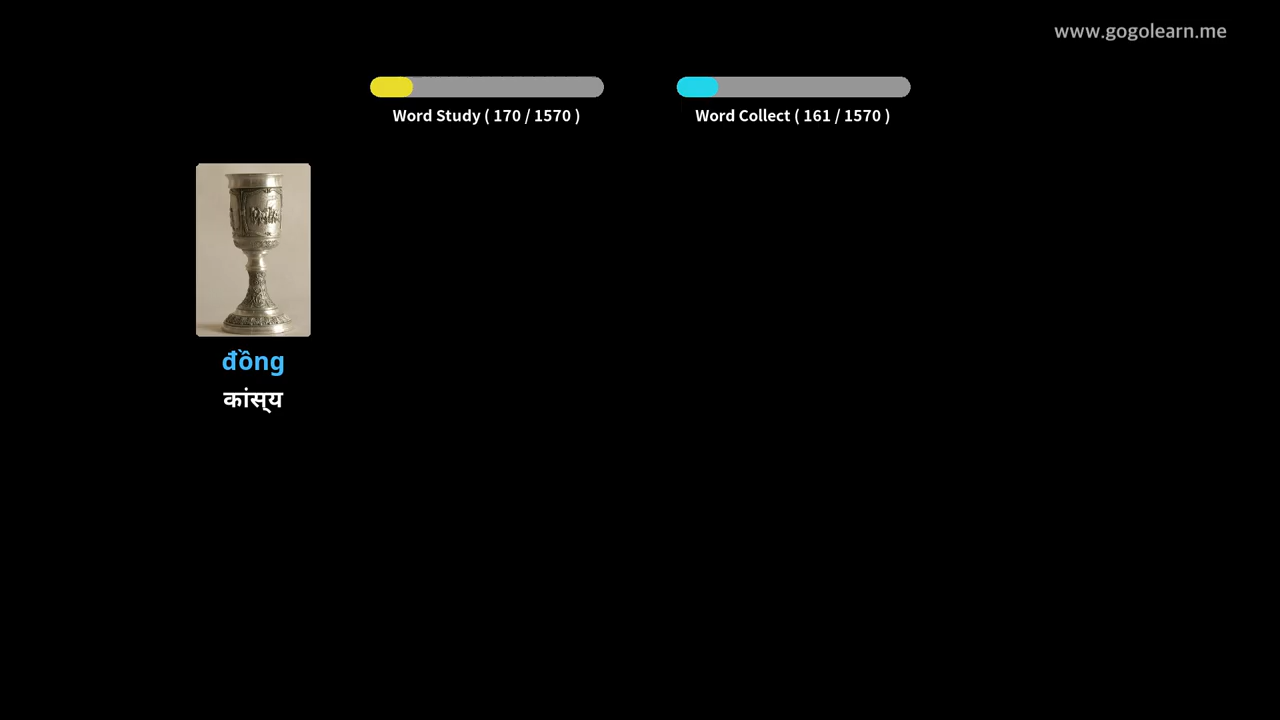 www.gogolearn.me
Word Study ( 170 / 1570 )
Word Collect ( 161 / 1570 )
đồng
कांस्य